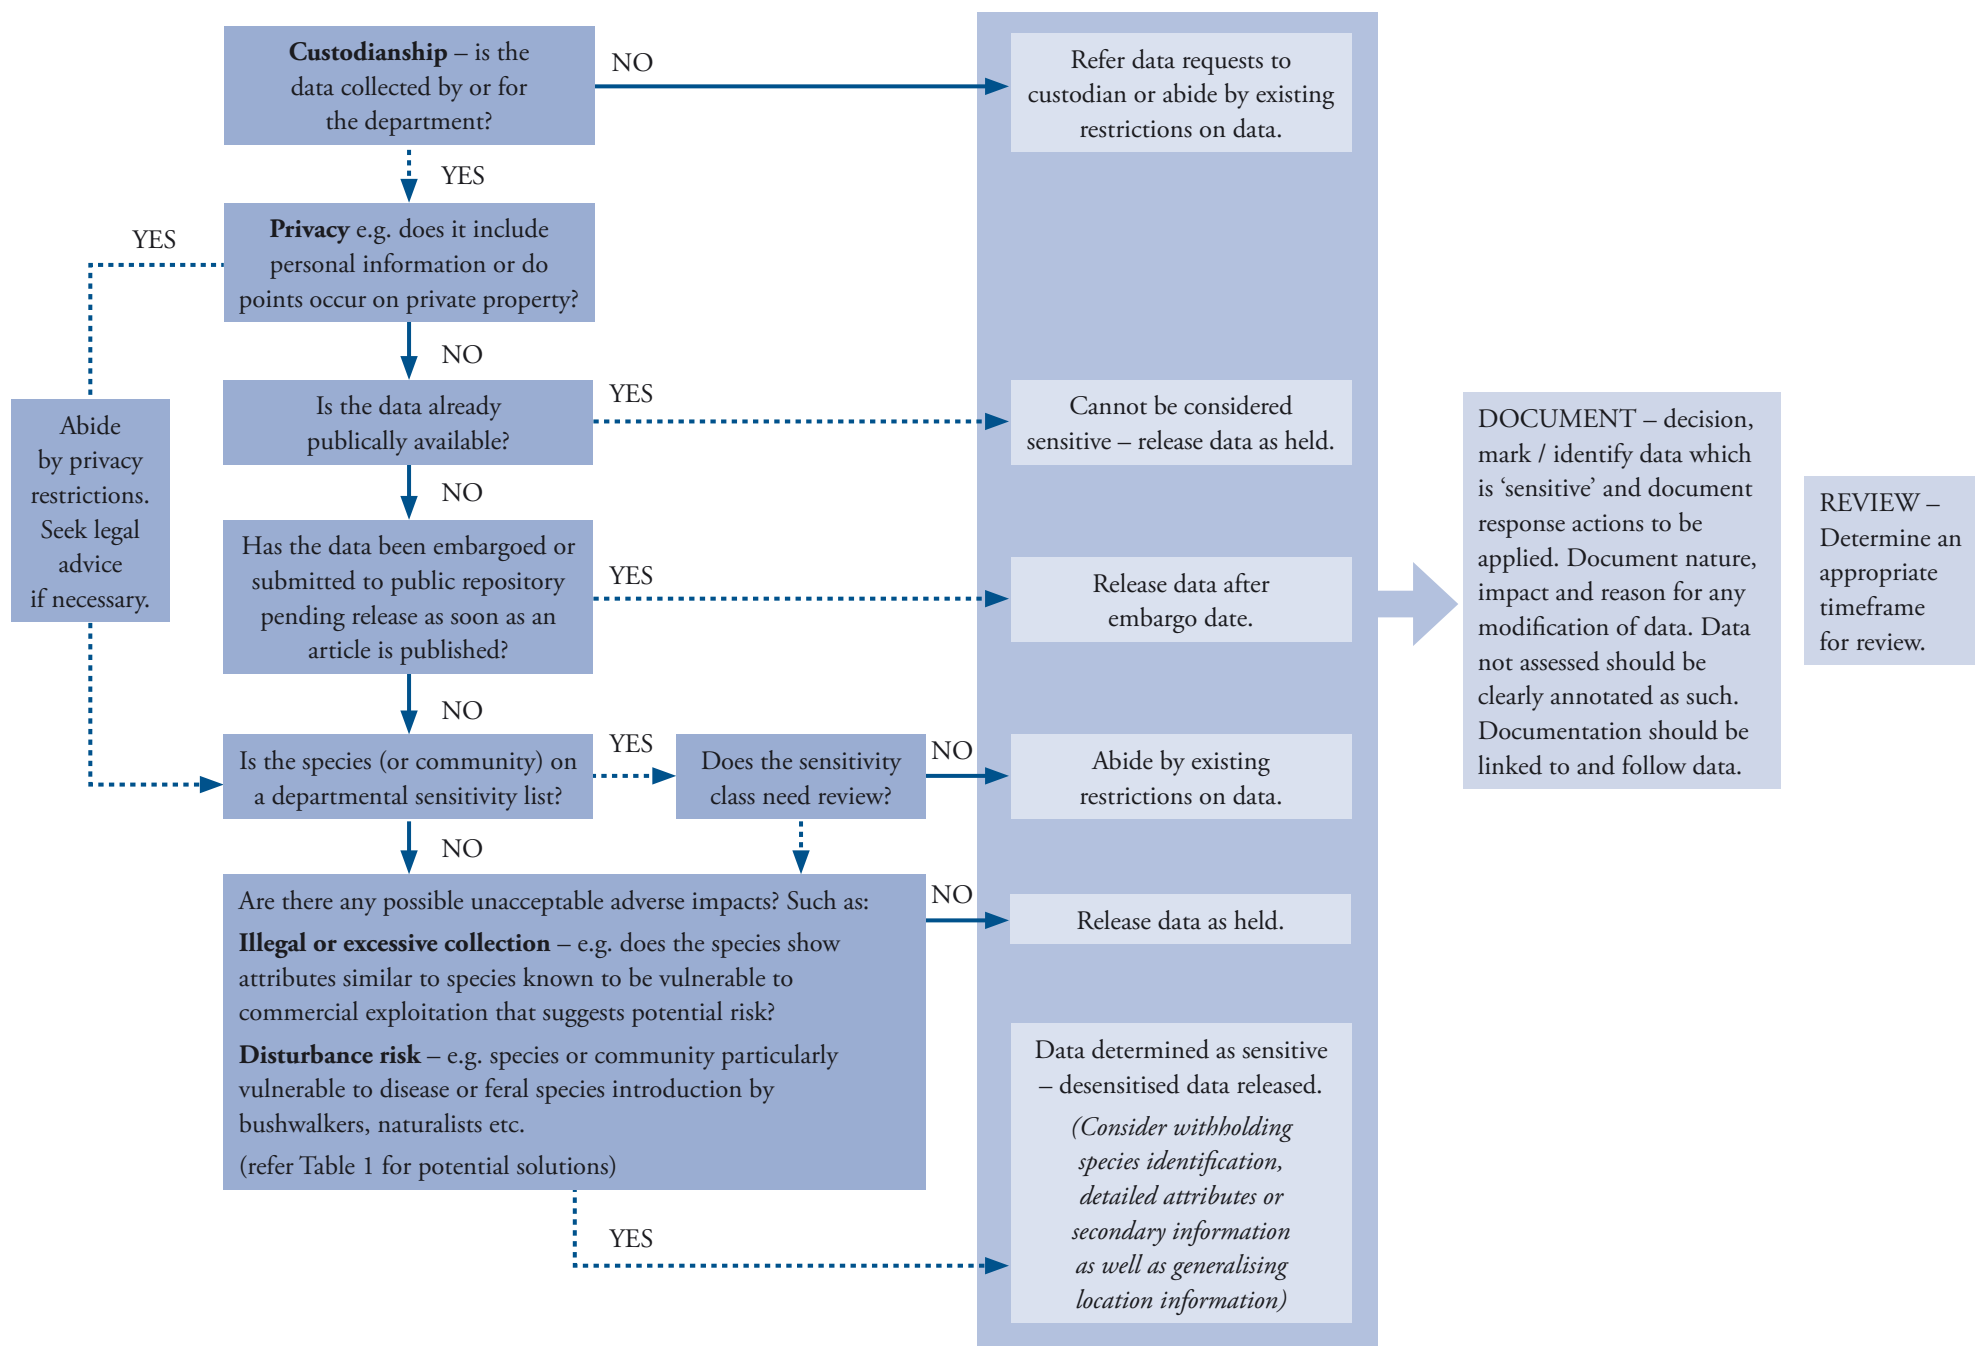 Custodianship – is the
data collected by or for
the department?
NO
Refer data requests to
custodian or abide by existing
restrictions on data.
YES
Privacy e.g. does it include
personal information or do
points occur on private property?
YES
Abide
by privacy
restrictions.
Seek legal
advice
if necessary.
NO
Is the data already
publically available?
YES
Cannot be considered
sensitive – release data as held.
NO
Has the data been embargoed or
submitted to public repository
pending release as soon as an
article is published?
YES
Release data after
embargo date.
NO
Is the species (or community) on
a departmental sensitivity list?
YES
Does the sensitivity
class need review?
NO
Abide by existing
restrictions on data.
NO
Are there any possible unacceptable adverse impacts? Such as:
Illegal or excessive collection – e.g. does the species show
attributes similar to species known to be vulnerable to
commercial exploitation that suggests potential risk?
Disturbance risk – e.g. species or community particularly
vulnerable to disease or feral species introduction by
bushwalkers, naturalists etc.
(refer Table 1 for potential solutions)
NO
Release data as held.
YES
Data determined as sensitive
– desensitised data released.
(Consider withholding
species identification,
detailed attributes or
secondary information
as well as generalising
location information)
DOCUMENT – decision,
mark / identify data which
is ‘sensitive’ and document
response actions to be
applied. Document nature,
impact and reason for any
modification of data. Data
not assessed should be
clearly annotated as such.
Documentation should be
linked to and follow data.
REVIEW –
Determine an
appropriate
timeframe
for review.